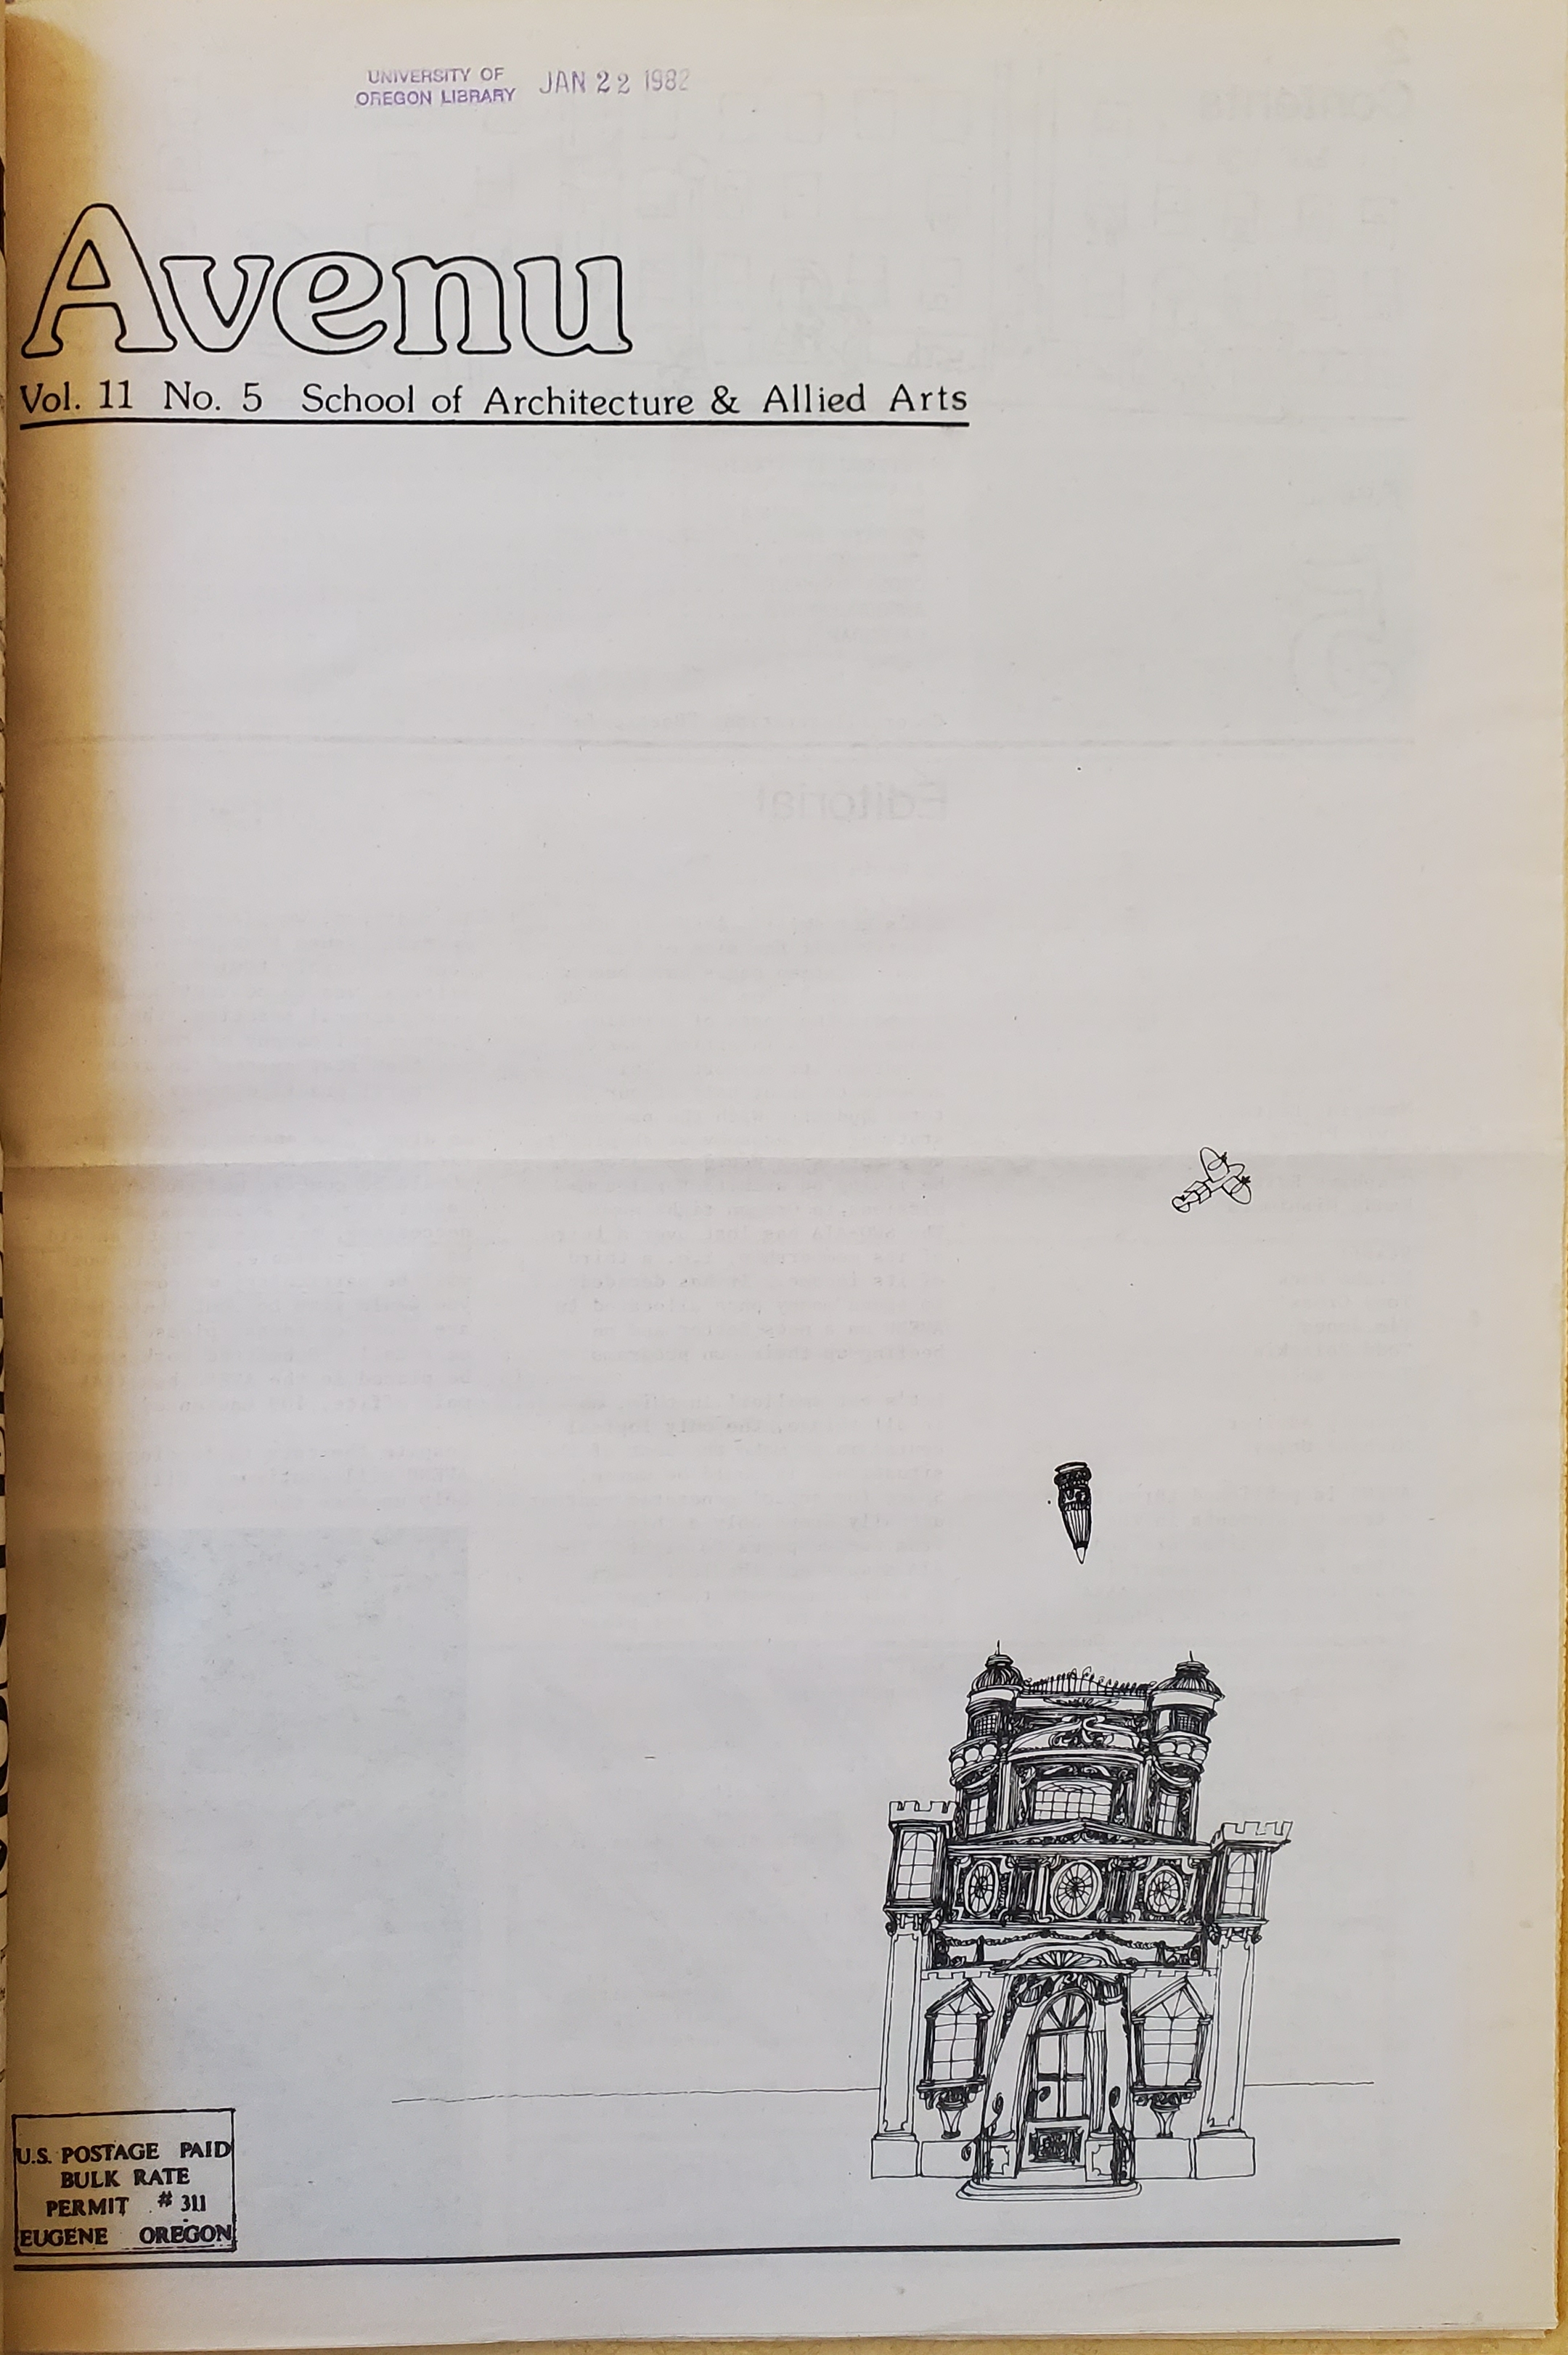 UNIVERSITY OF
OREGON LIBRARY
JAN 22 1982
Avenu
Vol. 11 No. 5 School of Architecture & Allied Arts
Editorial
U.S. POSTAGE PAID
BULK RATE
PERMIT # 311
EUGENE OREGON